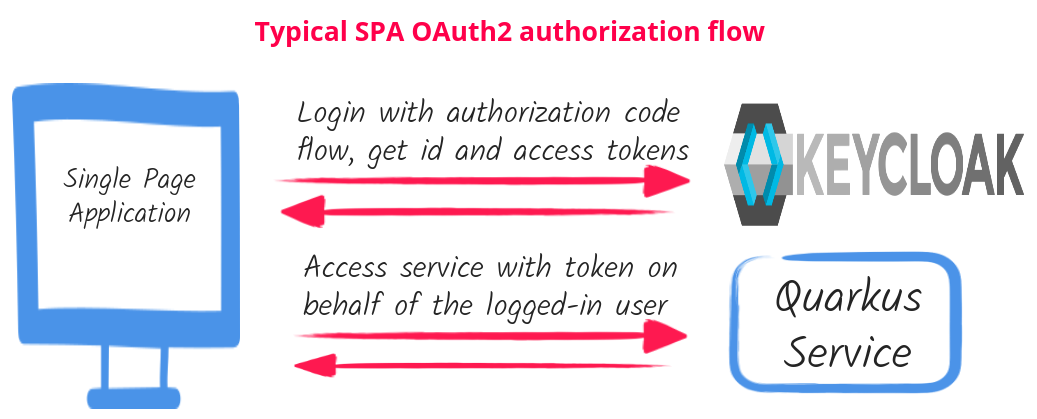 Typical SPA OAuth2 authorization flow
Login with authorization code
flow, get id and access tokens
KEYCLOAK
Single Page
Application
Access service with token on
behalf of the logged-in user
Quarkus
Service